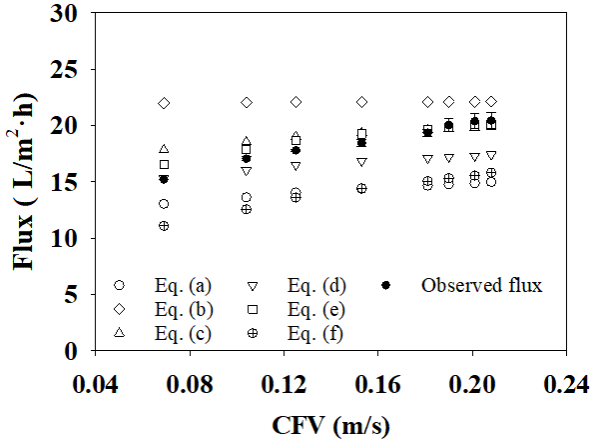 30
25
20
15
10
5
0
Flux ( L/m²·h)
Eq. (a)
Eq. (d)
Observed flux
Eq. (b)
Eq. (e)
Eq. (c)
Eq. (f)
0.04 0.08 0.12 0.16 0.20 0.24
CFV (m/s)